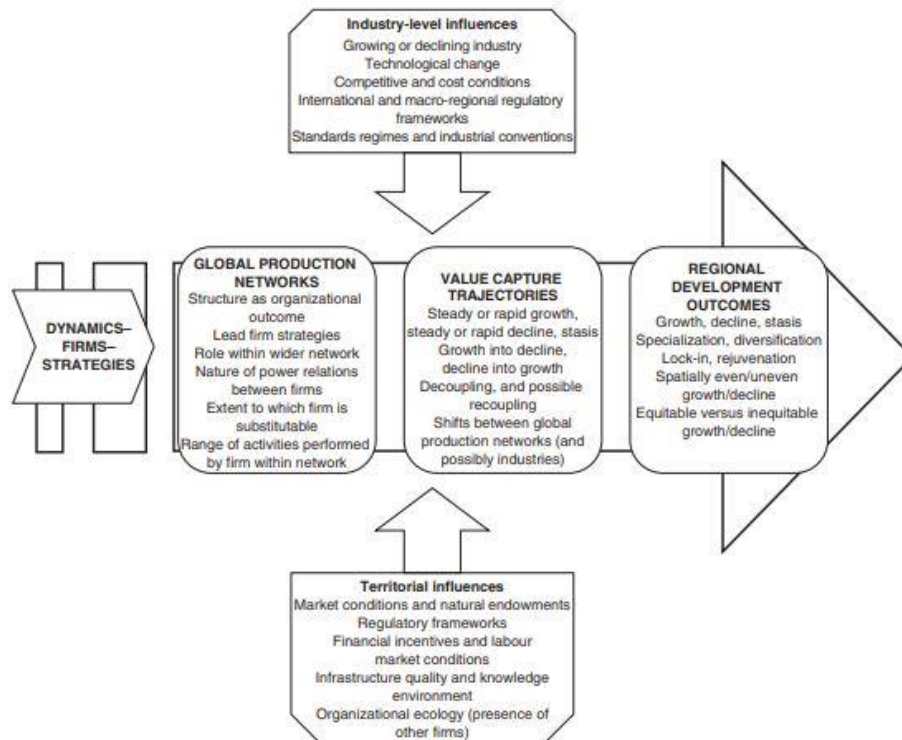 Industry-level influences
Growing or declining industry
Technological change
Competitive and cost conditions
International and macro-regional regulatory
frameworks
Standards regimes and industrial conventions
DYNAMICS–
FIRMS–
STRATEGIES
GLOBAL PRODUCTION
NETWORKS
Structure as organizational
outcome
Lead firm strategies
Role within wider network
Nature of power relations
between firms
Extent to which firm is
substitutable
Range of activities performed
by firm within network
VALUE CAPTURE
TRAJECTORIES
Steady or rapid growth,
steady or rapid decline, stasis
Growth into decline,
decline into growth
Decoupling, and possible
recoupling
Shifts between global
production networks (and
possibly industries)
REGIONAL
DEVELOPMENT
OUTCOMES
Growth, decline, stasis
Specialization, diversification
Lock-in, rejuvenation
Spatially even/uneven
growth/decline
Equitable versus inequitable
growth/decline
Territorial influences
Market conditions and natural endowments
Regulatory frameworks
Financial incentives and labour
market conditions
Infrastructure quality and knowledge
environment
Organizational ecology (presence of
other firms)